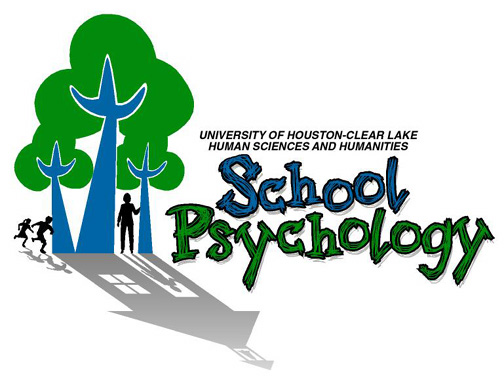 UNIVERSITY OF HOUSTON-CLEAR LAKE
HUMAN SCIENCES AND HUMANITIES
School
Psychology